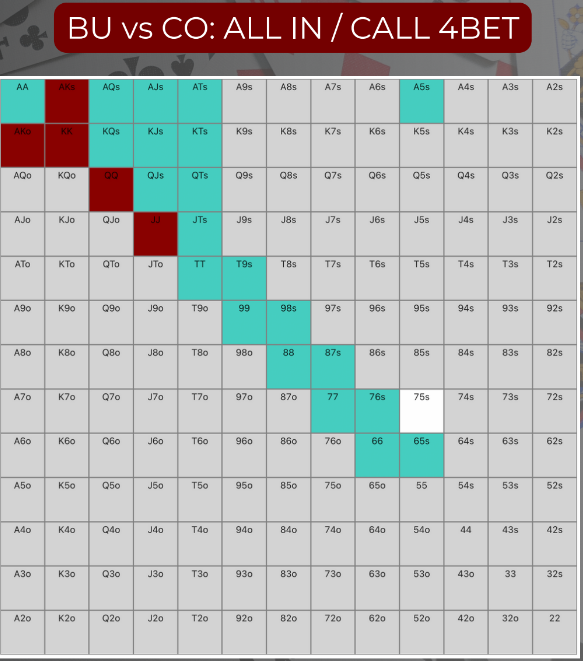 BU vs CO: ALL IN / CALL 4BET
AA AKs AQs AJs ATs A9s A8s A7s A6s A5s A4s A3s A2s
AKo KK KQs KJs KTs K9s K8s K7s K6s K5s K4s K3s K2s
AQo KQo QQ QJs QTs Q9s Q8s Q7s Q6s Q5s Q4s Q3s Q2s
AJo KJo QJo JJ JTs J9s J8s J7s J6s J5s J4s J3s J2s
ATo KTo QTo JTo TT T9s T8s T7s T6s T5s T4s T3s T2s
A9o K9o Q9o J9o T9o 99 98s 97s 96s 95s 94s 93s 92s
A8o K8o Q8o J8o T8o 98o 88 87s 86s 85s 84s 83s 82s
A7o K7o Q7o J7o T7o 97o 87o 77 76s 75s 74s 73s 72s
A6o K6o Q6o J6o T6o 96o 86o 76o 66 65s 64s 63s 62s
A5o K5o Q5o J5o T5o 95o 85o 75o 65o 55 54s 53s 52s
A4o K4o Q4o J4o T4o 94o 84o 74o 64o 54o 44 43s 42s
A3o K3o Q3o J3o T3o 93o 83o 73o 63o 53o 43o 33 32s
A2o K2o Q2o J2o T2o 92o 82o 72o 62o 52o 42o 32o 22